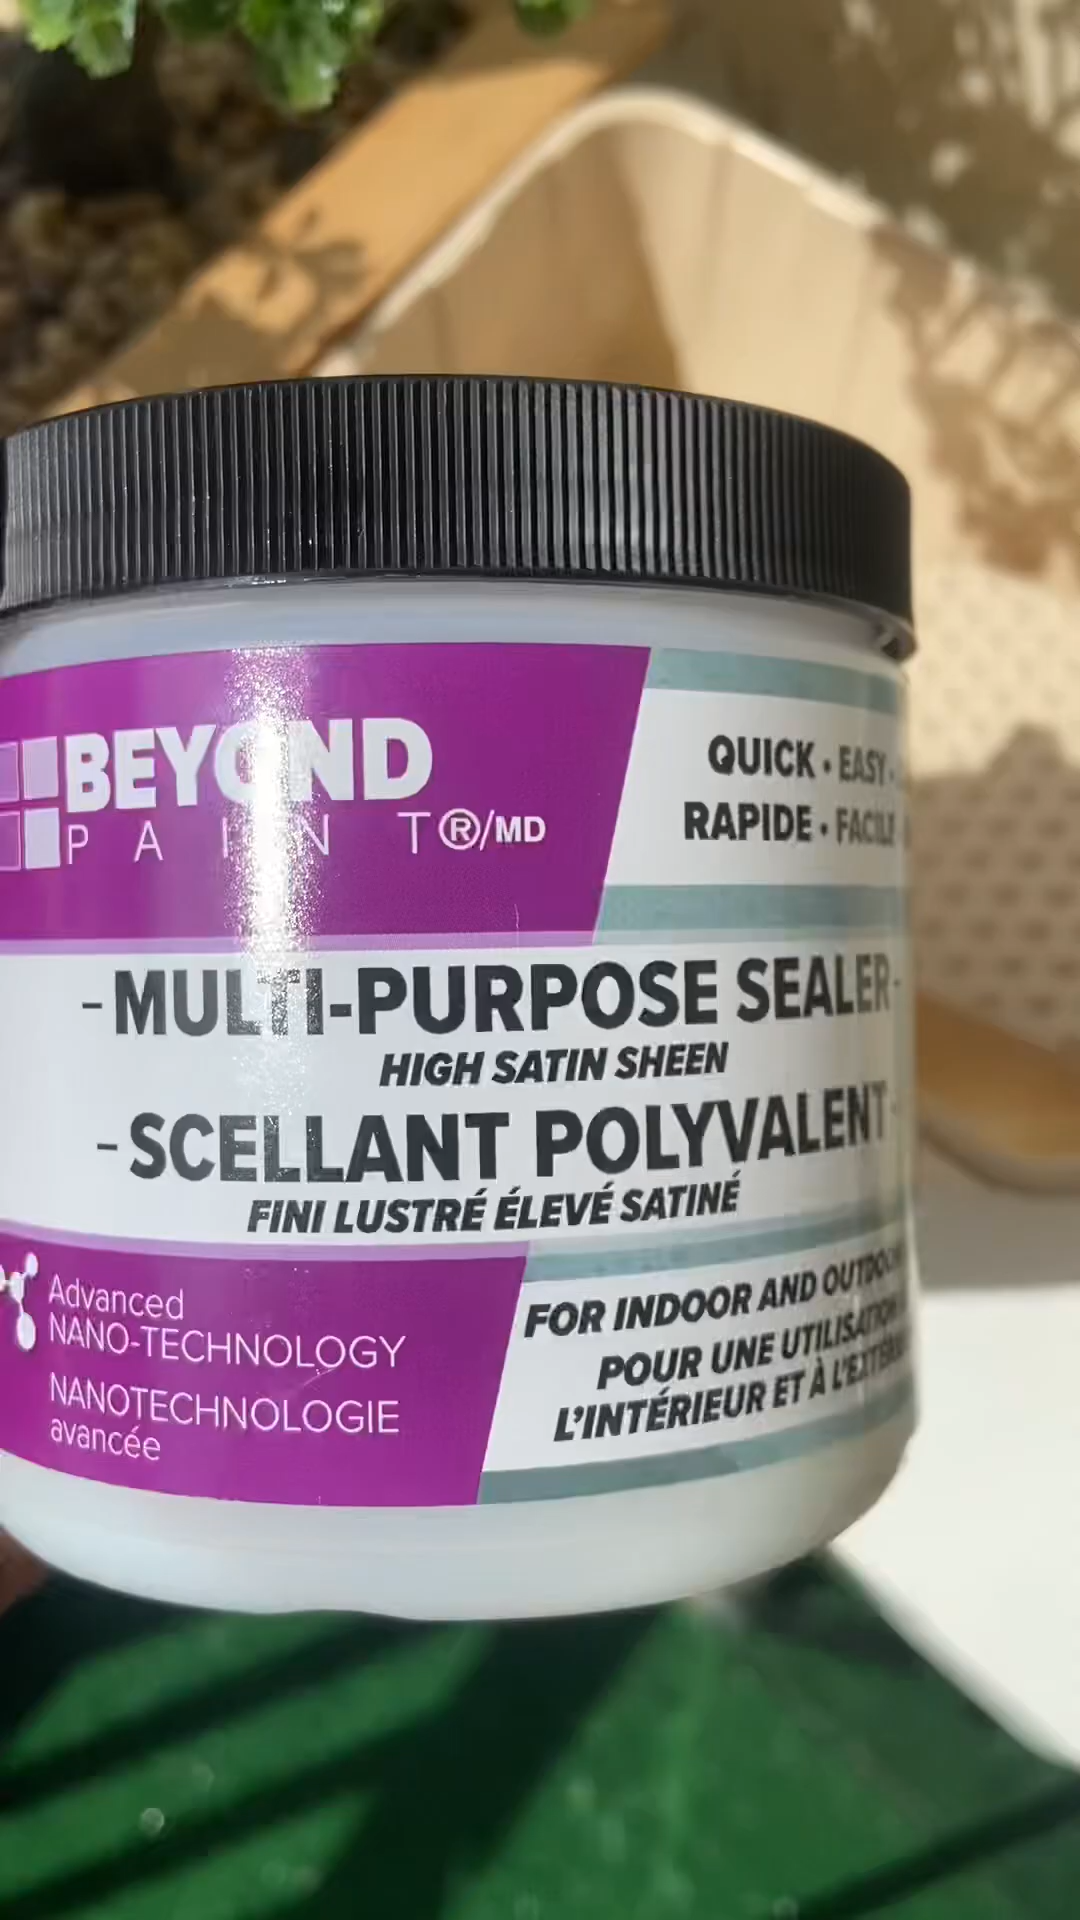 BEYOND
PAINT®/MD
QUICK · EASY ·
RAPIDE · FACILE
-MULTI-PURPOSE SEALER-
HIGH SATIN SHEEN
-SCELLANT POLYVALENT-
FINI LUSTRÉ ÉLEVÉ SATINÉ
Advanced
NANO-TECHNOLOGY
NANOTECHNOLOGIE
avancée
FOR INDOOR AND
POUR UNE UTILISATION
L'INTÉRIEUR ET À